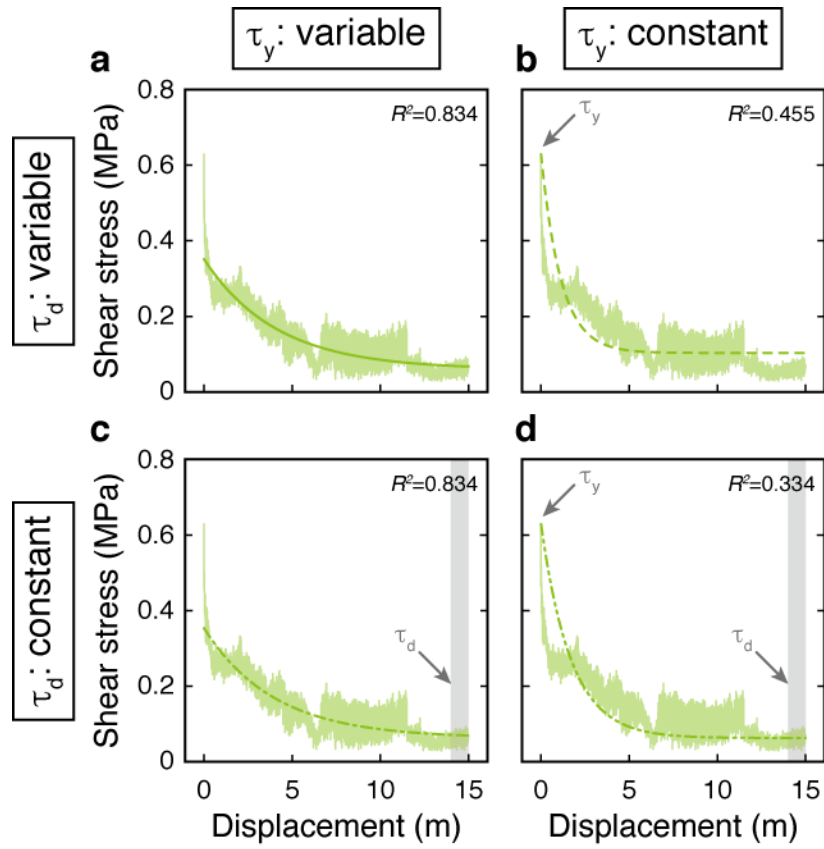 τy: variable
τy: constant
τd: variable
τd: constant
a
Shear stress (MPa)
0.8
0.6
0.4
0.2
0
R²=0.834
b
τy
R²=0.455
c
Shear stress (MPa)
0.8
0.6
0.4
0.2
0
R²=0.834
τd
0
5
10
15
Displacement (m)
d
τy
R²=0.334
τd
0
5
10
15
Displacement (m)